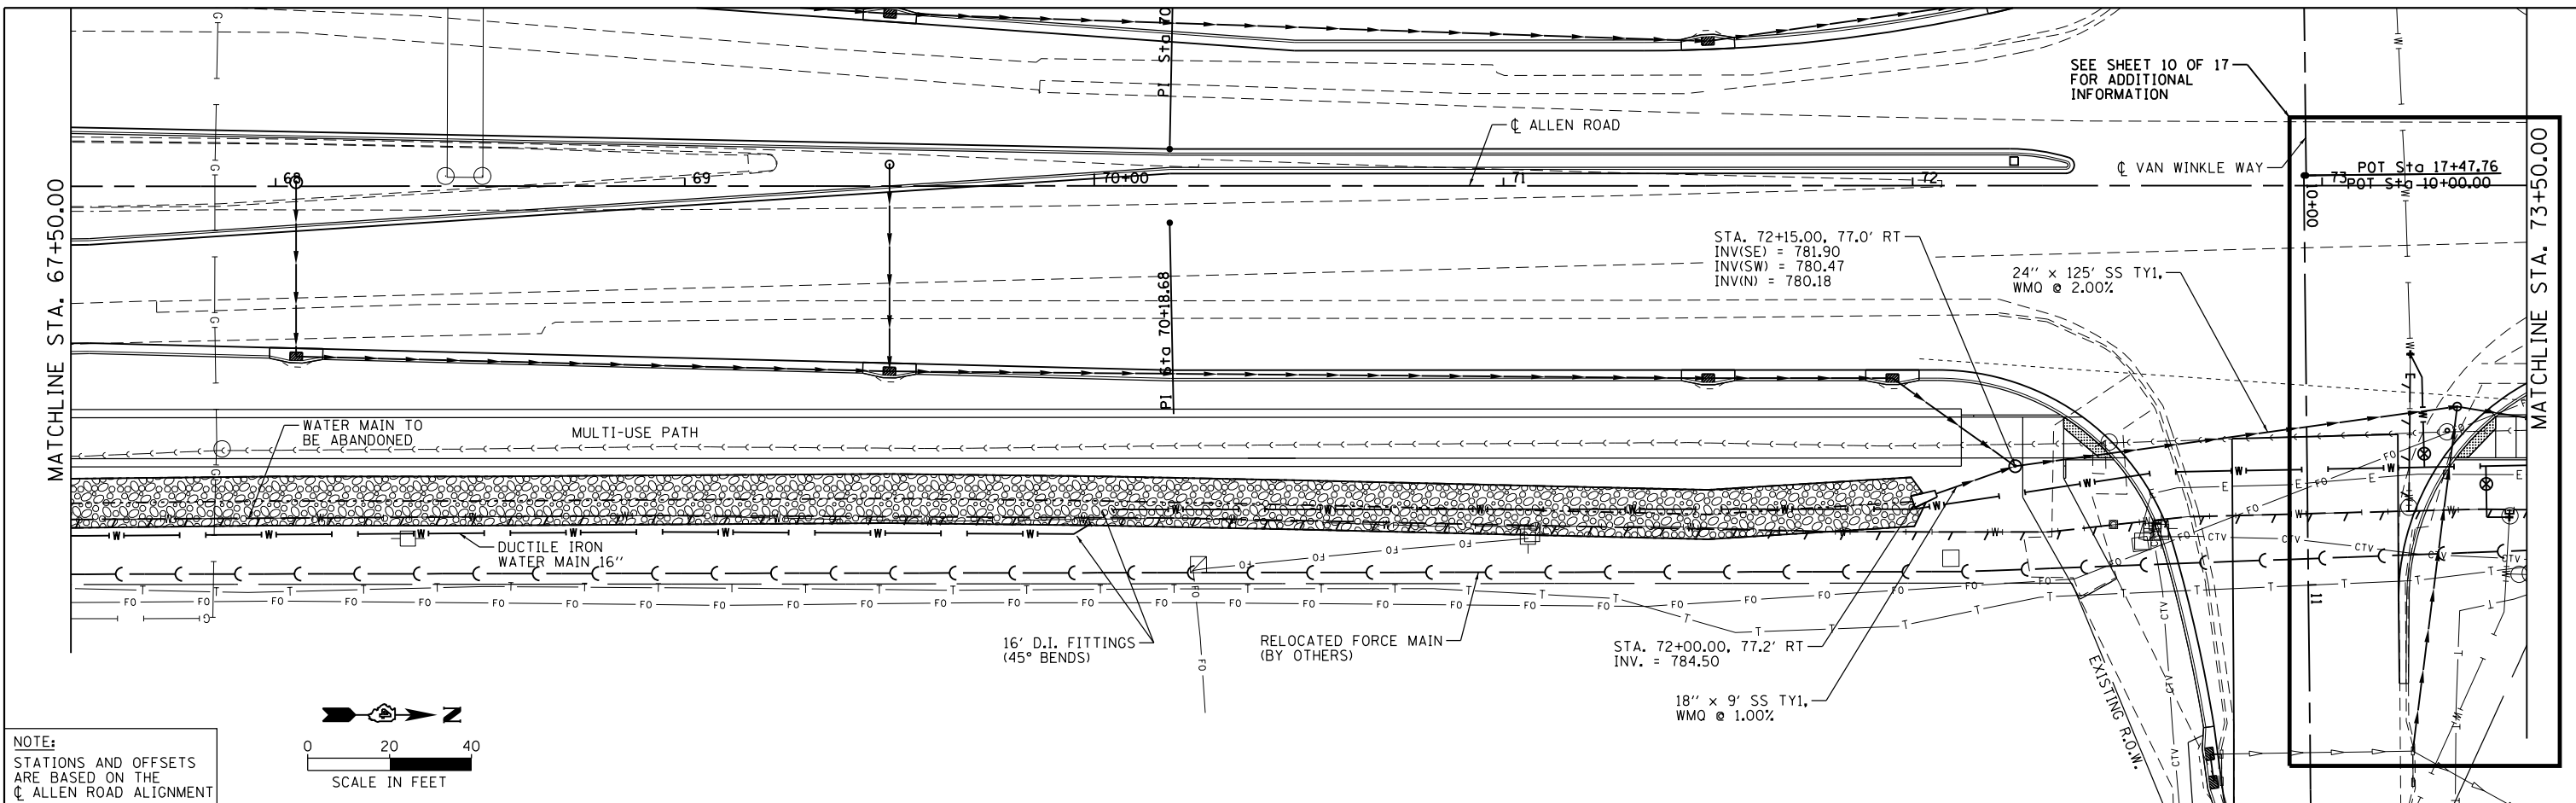 PI Sta 70
SEE SHEET 10 OF 17
FOR ADDITIONAL
INFORMATION
℄ ALLEN ROAD
℄ VAN WINKLE WAY
MATCHLINE STA. 67+50.00
68
69
70+00
71
72
73
POT Sta 17+47.76
POT Sta 10+00.00
10+00
MATCHLINE STA. 73+50.00
PI Sta 70+18.68
STA. 72+15.00, 77.0' RT
INV(SE) = 781.90
INV(SW) = 780.47
INV(N) = 780.18
24'' x 125' SS TY1,
WMQ @ 2.00%
WATER MAIN TO
BE ABANDONED
MULTI-USE PATH
DUCTILE IRON
WATER MAIN 16''
16' D.I. FITTINGS
(45° BENDS)
RELOCATED FORCE MAIN
(BY OTHERS)
STA. 72+00.00, 77.2' RT
INV. = 784.50
18'' x 9' SS TY1,
WMQ @ 1.00%
EXISTING R.O.W.
11
N
0 20 40
SCALE IN FEET
NOTE:
STATIONS AND OFFSETS
ARE BASED ON THE
℄ ALLEN ROAD ALIGNMENT